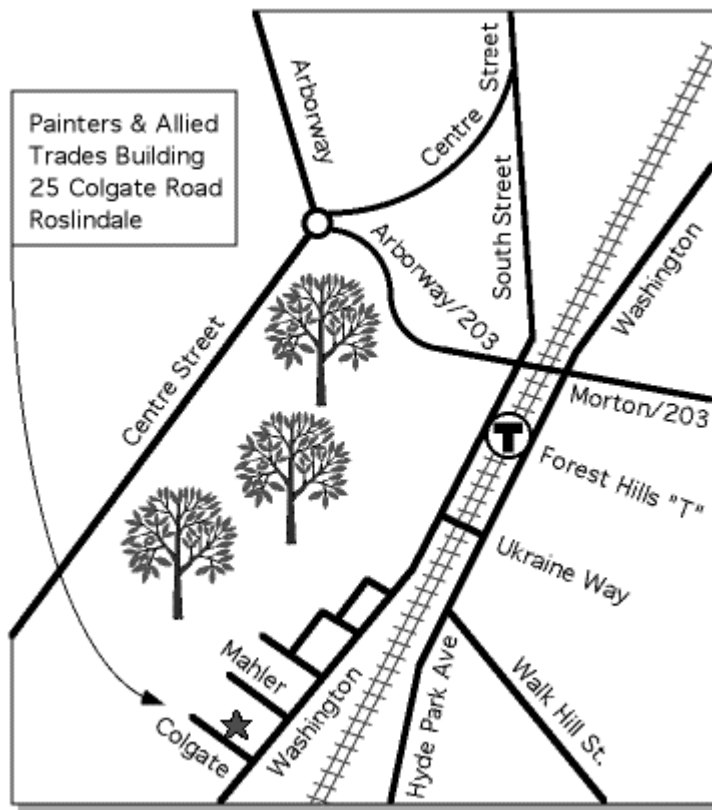 Arborway
Centre
Street
Painters & Allied
Trades Building
25 Colgate Road
Roslindale
South Street
Arborway/203
Washington
Centre Street
Morton/203
T
Forest Hills "T"
Ukraine Way
Mahler
Washington
Hyde Park Ave
Walk Hill St.
Colgate